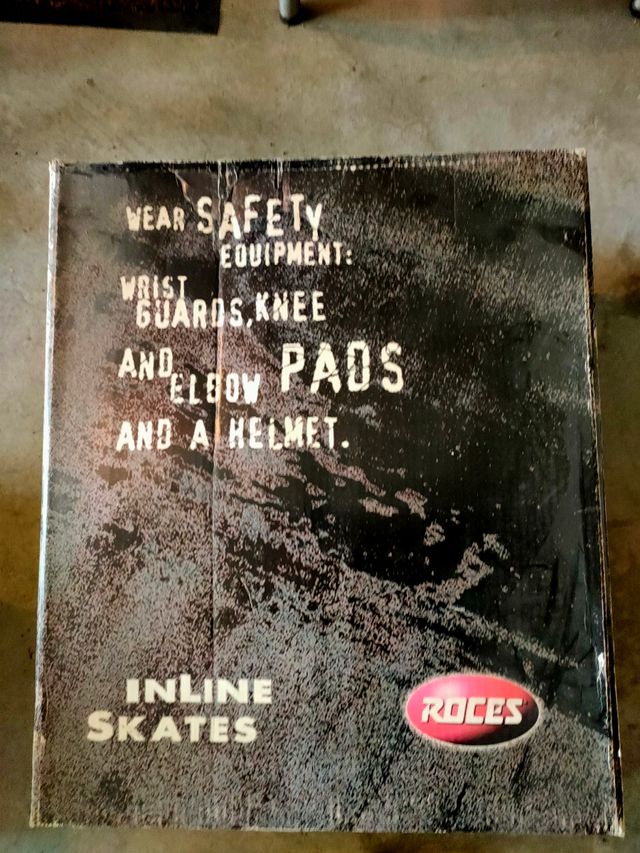 WEAR SAFETY
EQUIPMENT:
WRIST
GUARDS, KNEE
AND
ELBOW PADS
AND A HELMET.
INLINE
SKATES
ROCES